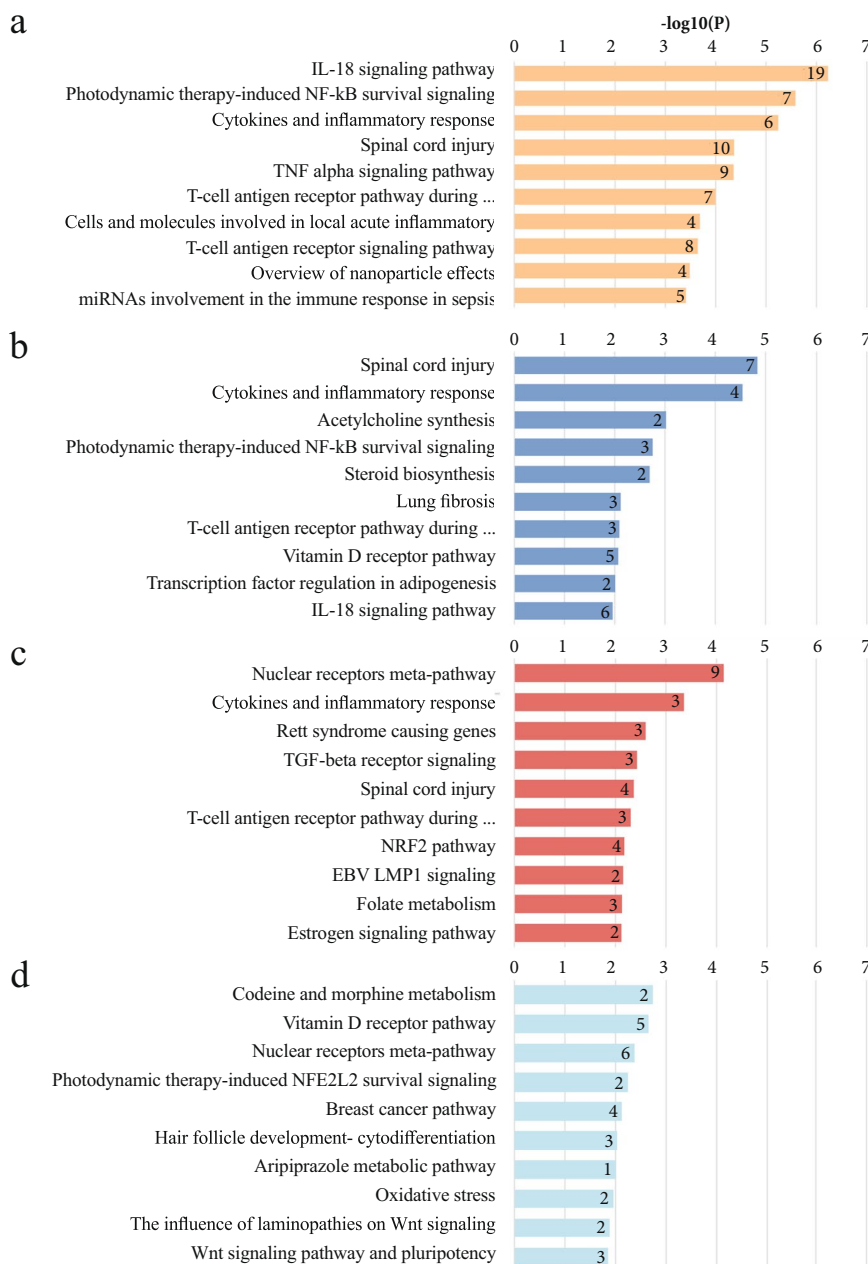 a
-log10(P)
0 1 2 3 4 5 6 7
IL-18 signaling pathway 19
Photodynamic therapy-induced NF-kB survival signaling 7
Cytokines and inflammatory response 6
Spinal cord injury 10
TNF alpha signaling pathway 9
T-cell antigen receptor pathway during ... 7
Cells and molecules involved in local acute inflammatory 4
T-cell antigen receptor signaling pathway 8
Overview of nanoparticle effects 4
miRNAs involvement in the immune response in sepsis 5
b
0 1 2 3 4 5 6 7
Spinal cord injury 7
Cytokines and inflammatory response 4
Acetylcholine synthesis 2
Photodynamic therapy-induced NF-kB survival signaling 3
Steroid biosynthesis 2
Lung fibrosis 3
T-cell antigen receptor pathway during ... 3
Vitamin D receptor pathway 5
Transcription factor regulation in adipogenesis 2
IL-18 signaling pathway 6
c
0 1 2 3 4 5 6 7
Nuclear receptors meta-pathway 9
Cytokines and inflammatory response 3
Rett syndrome causing genes 3
TGF-beta receptor signaling 3
Spinal cord injury 4
T-cell antigen receptor pathway during ... 3
NRF2 pathway 4
EBV LMP1 signaling 2
Folate metabolism 3
Estrogen signaling pathway 2
d
0 1 2 3 4 5 6 7
Codeine and morphine metabolism 2
Vitamin D receptor pathway 5
Nuclear receptors meta-pathway 6
Photodynamic therapy-induced NFE2L2 survival signaling 2
Breast cancer pathway 4
Hair follicle development- cytodifferentiation 3
Aripiprazole metabolic pathway 1
Oxidative stress 2
The influence of laminopathies on Wnt signaling 2
Wnt signaling pathway and pluripotency 3